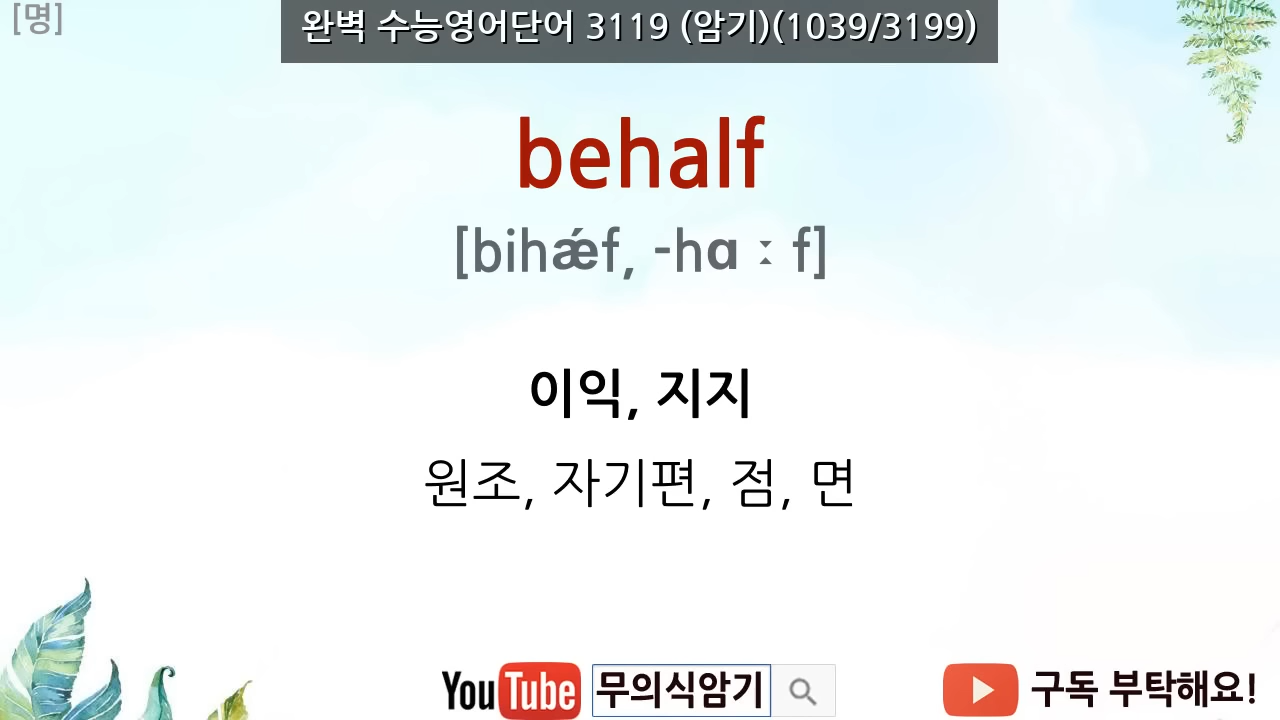 [명]
완벽 수능영어단어 3119 (암기)(1039/3199)
behalf
[bihǽf, -hɑːf]
이익, 지지
원조, 자기편, 점, 면
YouTube 무의식암기
구독 부탁해요!